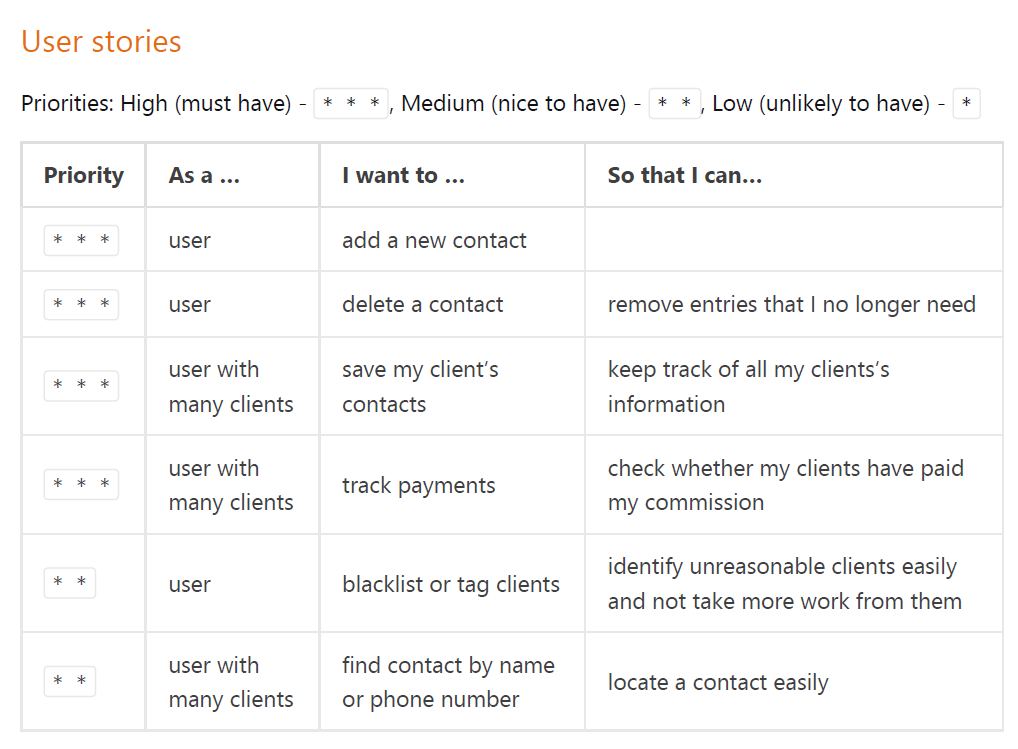 User stories
Priorities: High (must have) - * * *, Medium (nice to have) - * *, Low (unlikely to have) - *
Priority As a ... I want to ... So that I can...
* * * user add a new contact
* * * user delete a contact remove entries that I no longer need
user with save my client’s keep track of all my clients’s
* * *
many clients contacts information
user with check whether my clients have paid
* * * track payments
many clients my commission
identify unreasonable clients easily
* * user blacklist or tag clients
and not take more work from them
user with find contact by name
* * locate a contact easily
many clients or phone number